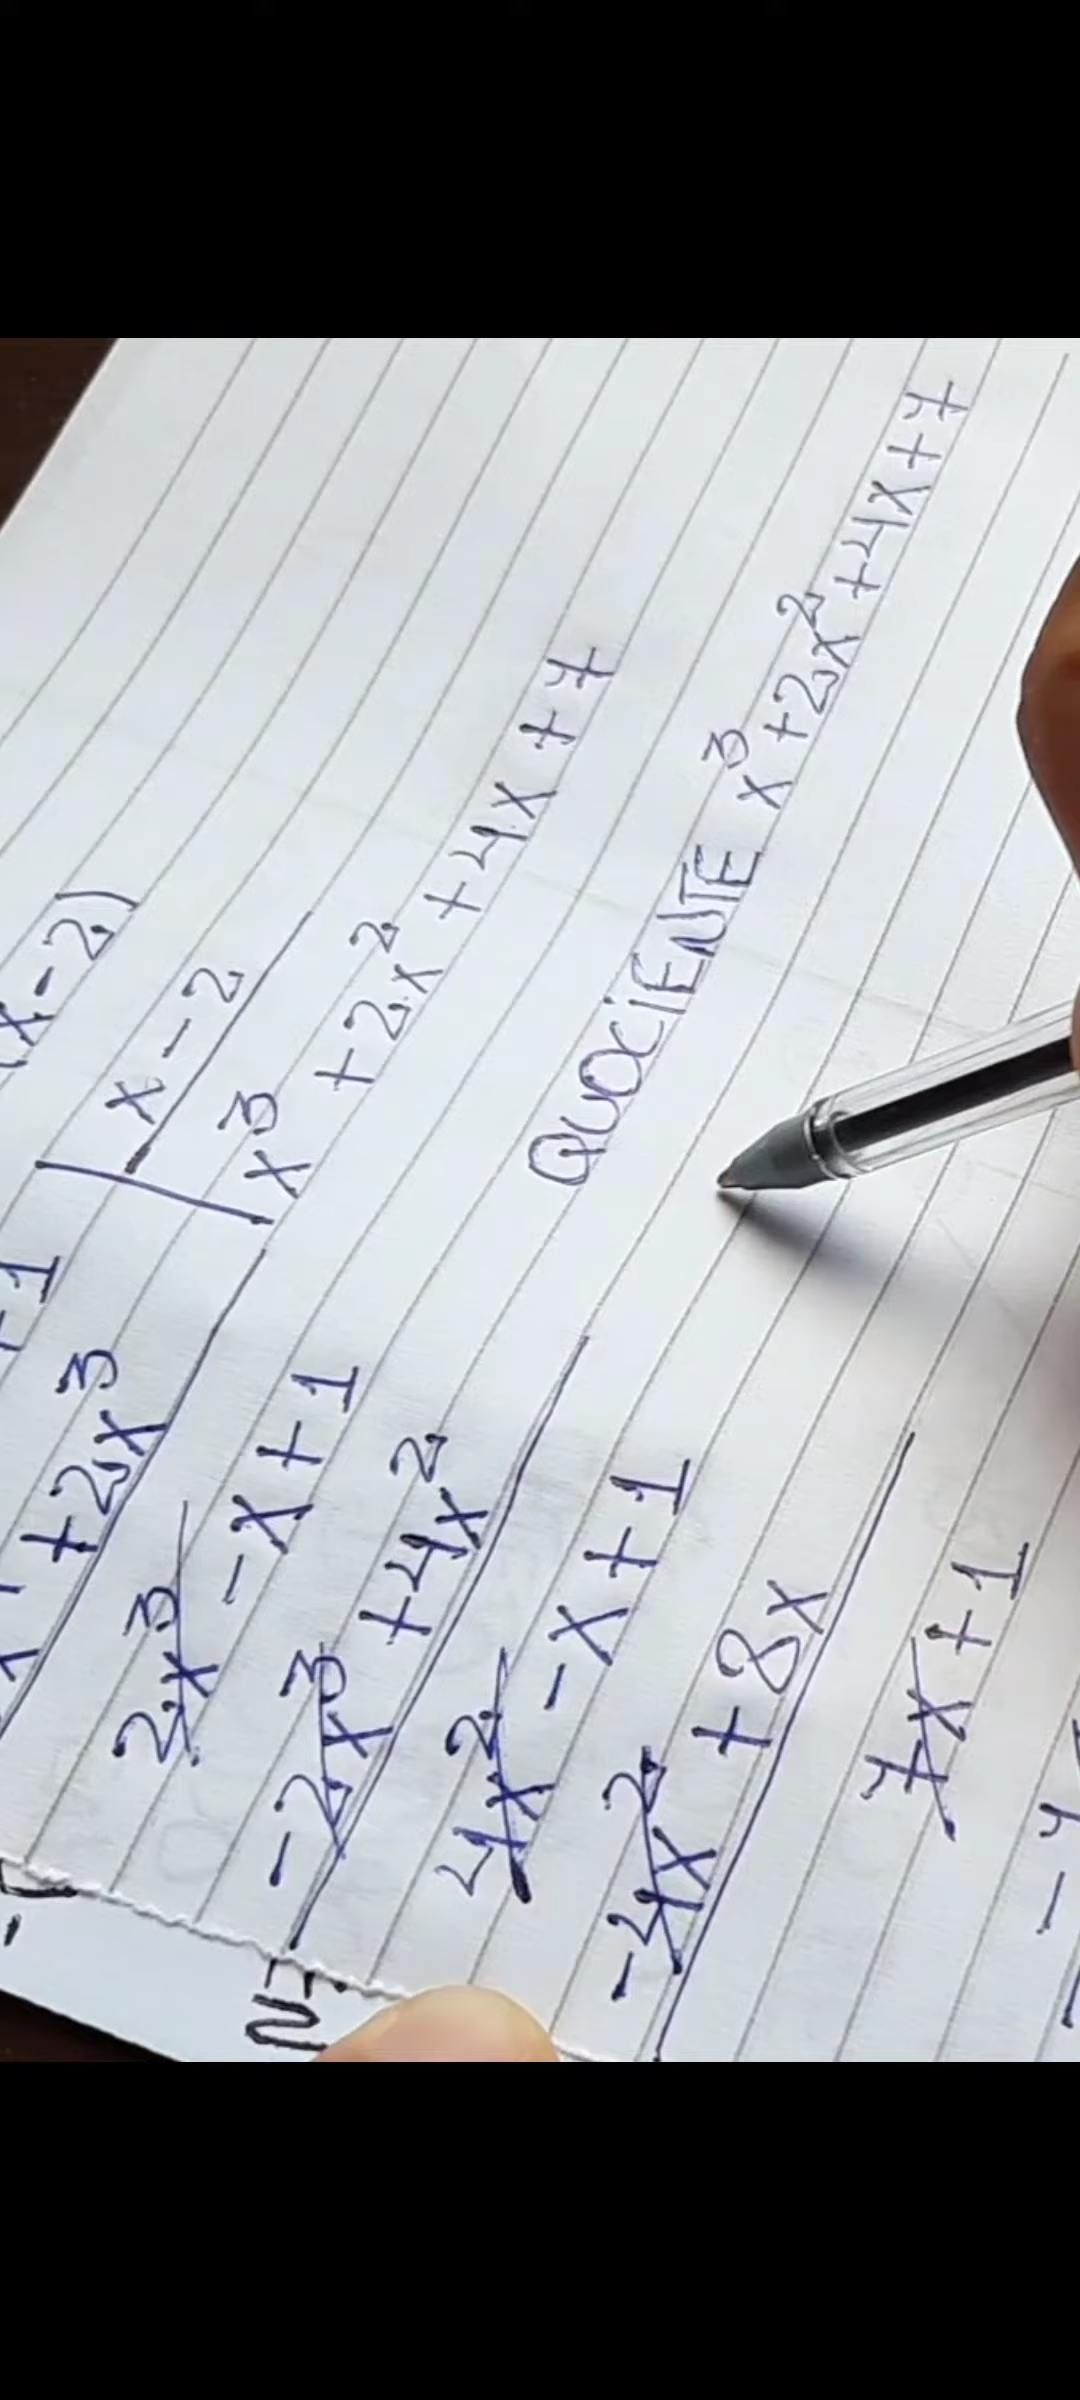 (x-2)
+1 | x-2
+2x³ x³ +2x² +4x +7
2x³ -x+1
-2x³ +4x² QUOCIENTE x³+2x²+4x+7
4x² -x+1
-4x² +8x
7x+1